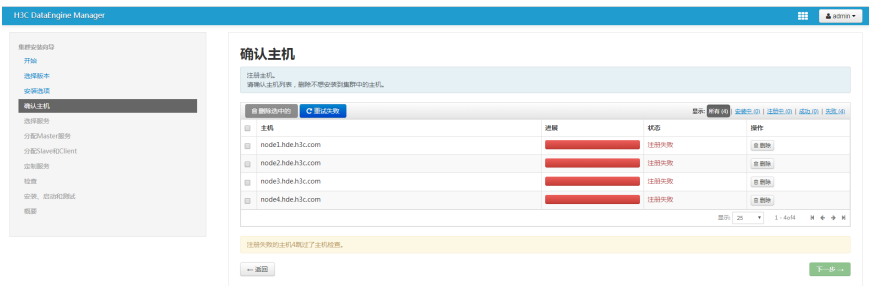 H3C DataEngine Manager
admin
集群安装向导
开始
选择版本
安装选项
确认主机
选择服务
分配Master服务
分配Slave和Client
定制服务
检查
安装、启动和测试
概要
确认主机
注册主机。
请确认主机列表，删除不想安装到集群中的主机。
删除选中的 重试失败 显示: 所有 (4) | 安装中 (0) | 注册中 (0) | 成功 (0) | 失败 (4)
主机 进展 状态 操作
node1.hde.h3c.com 注册失败 删除
node2.hde.h3c.com 注册失败 删除
node3.hde.h3c.com 注册失败 删除
node4.hde.h3c.com 注册失败 删除
显示: 25 1 - 4of4
注册失败的主机4跳过了主机检查。
←返回 下一步→